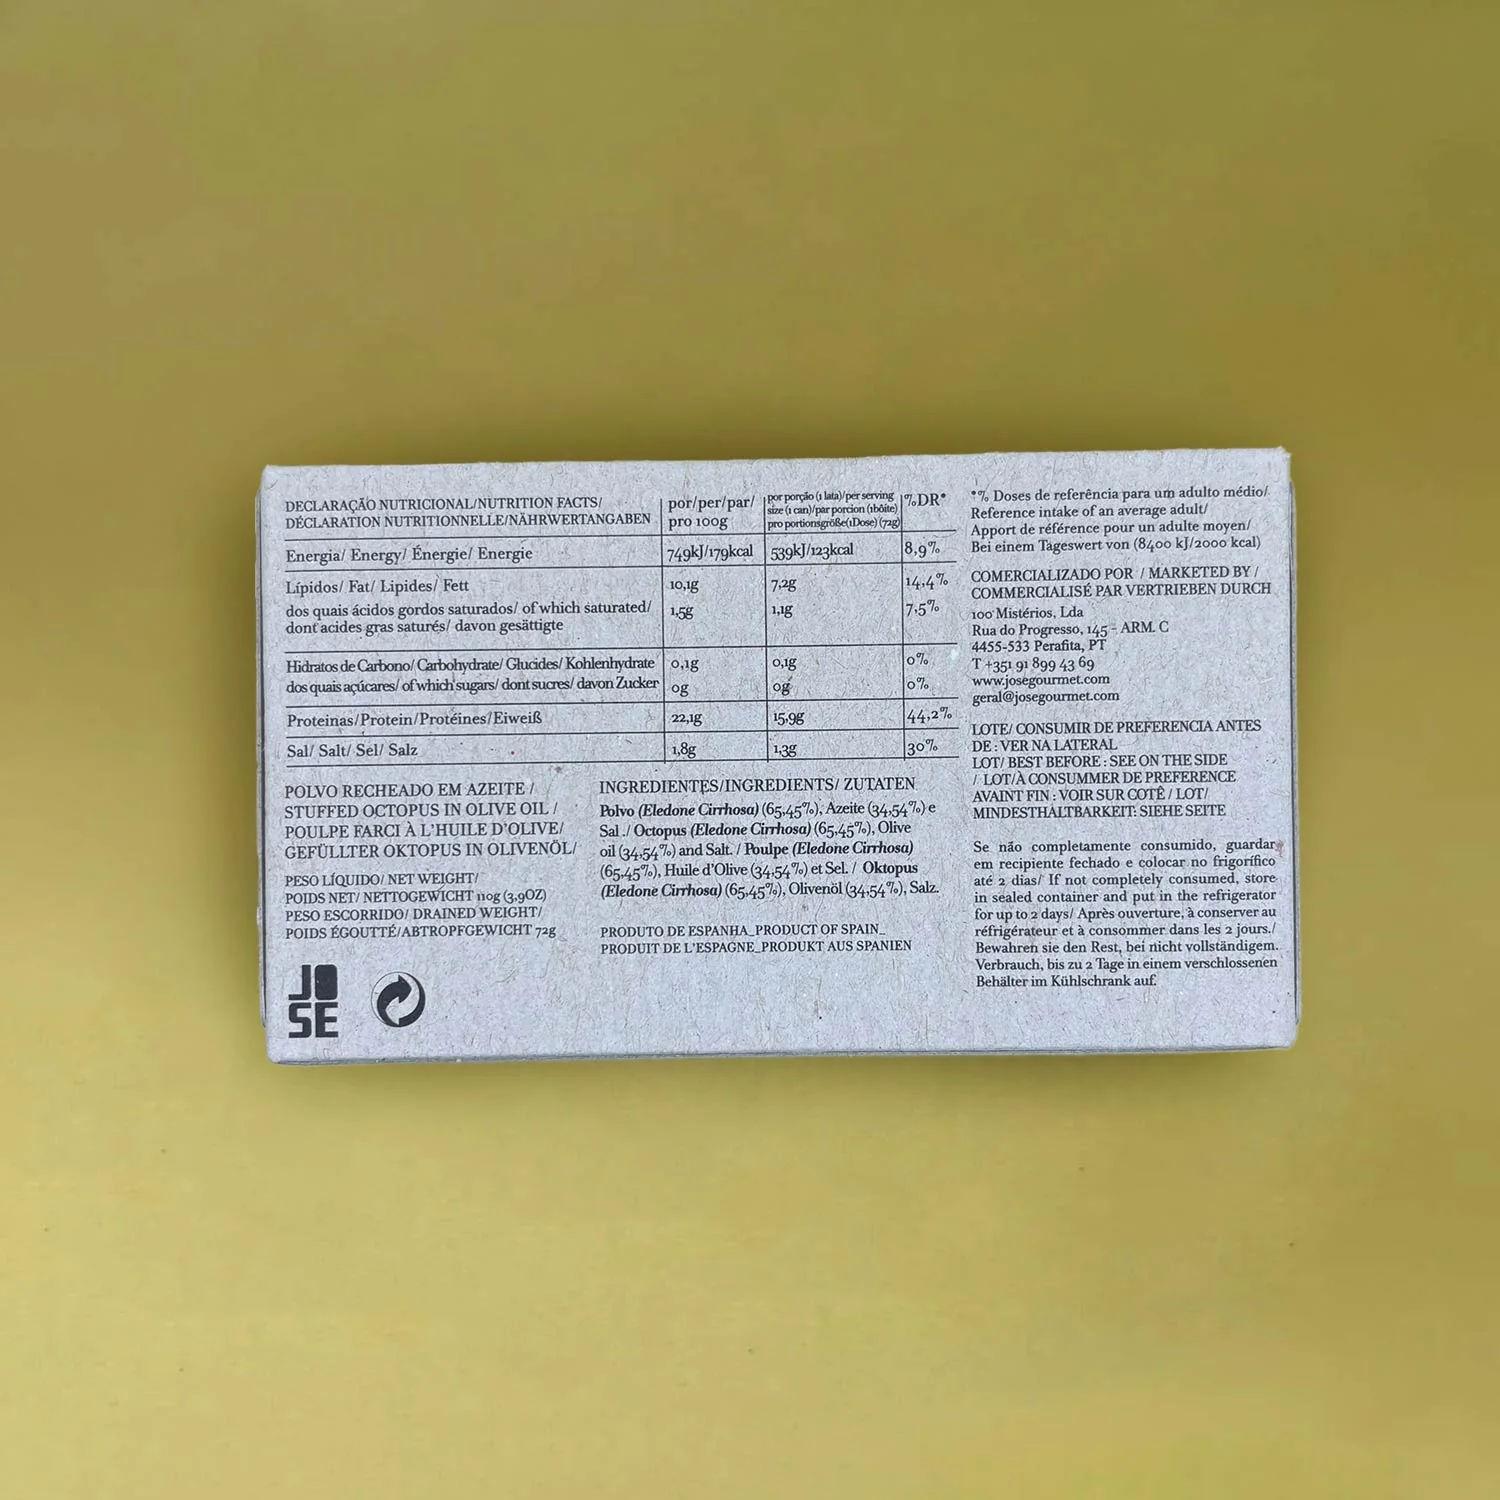 DECLARAÇÃO NUTRICIONAL/NUTRITION FACTS/
DÉCLARATION NUTRITIONNELLE/NÄHRWERTANGABEN
por/per/par/
pro 100g
por porção (1 lata)/per serving
size (1 can)/par porcion (1boîte)
pro portionsgröße(1Dose) (72g)
%DR*
Energia/ Energy/ Énergie/ Energie 749kJ/179kcal 539kJ/123kcal 8,9%
Lípidos/ Fat/ Lipides/ Fett 10,1g 7,2g 14,4%
dos quais ácidos gordos saturados/ of which saturated/ 1,5g 1,1g 7,5%
dont acides gras saturés/ davon gesättigte
Hidratos de Carbono/ Carbohydrate/ Glucides/ Kohlenhydrate 0,1g 0,1g 0%
dos quais açúcares/ of which sugars/ dont sucres/ davon Zucker 0g 0g 0%
Proteinas/Protein/Protéines/Eiweiß 22,1g 15,9g 44,2%
Sal/ Salt/ Sel/ Salz 1,8g 1,3g 30%
POLVO RECHEADO EM AZEITE /
STUFFED OCTOPUS IN OLIVE OIL /
POULPE FARCI À L'HUILE D'OLIVE/
GEFÜLLTER OKTOPUS IN OLIVENÖL/
PESO LÍQUIDO/ NET WEIGHT/
POIDS NET/ NETTOGEWICHT 110g (3,9OZ)
PESO ESCORRIDO/ DRAINED WEIGHT/
POIDS ÉGOUTTÉ/ABTROPFGEWICHT 72g
JO
SE
INGREDIENTES/INGREDIENTS/ ZUTATEN
Polvo (Eledone Cirrhosa) (65,45%), Azeite (34,54%) e
Sal ./ Octopus (Eledone Cirrhosa) (65,45%), Olive
oil (34,54%) and Salt. / Poulpe (Eledone Cirrhosa)
(65,45%), Huile d'Olive (34,54%) et Sel. / Oktopus
(Eledone Cirrhosa) (65,45%), Olivenöl (34,54%), Salz.
PRODUTO DE ESPANHA_PRODUCT OF SPAIN_
PRODUIT DE L'ESPAGNE_PRODUKT AUS SPANIEN
*% Doses de referência para um adulto médio/
Reference intake of an average adult/
Apport de référence pour un adulte moyen/
Bei einem Tageswert von (8400 kJ/2000 kcal)
COMERCIALIZADO POR / MARKETED BY /
COMMERCIALISÉ PAR VERTRIEBEN DURCH
100 Mistérios, Lda
Rua do Progresso, 145 - ARM. C
4455-533 Perafita, PT
T +351 91 899 43 69
www.josegourmet.com
geral@josegourmet.com
LOTE/ CONSUMIR DE PREFERENCIA ANTES
DE : VER NA LATERAL
LOT/ BEST BEFORE : SEE ON THE SIDE
/ LOT/À CONSUMMER DE PREFERENCE
AVAINT FIN : VOIR SUR COTÊ / LOT/
MINDESTHALTBARKEIT: SIEHE SEITE
Se não completamente consumido, guardar
em recipiente fechado e colocar no frigorífico
até 2 dias/ If not completely consumed, store
in sealed container and put in the refrigerator
for up to 2 days/ Après ouverture, à conserver au
réfrigérateur et à consommer dans les 2 jours./
Bewahren sie den Rest, bei nicht vollständigem.
Verbrauch, bis zu 2 Tage in einem verschlossenen
Behälter im Kühlschrank auf.